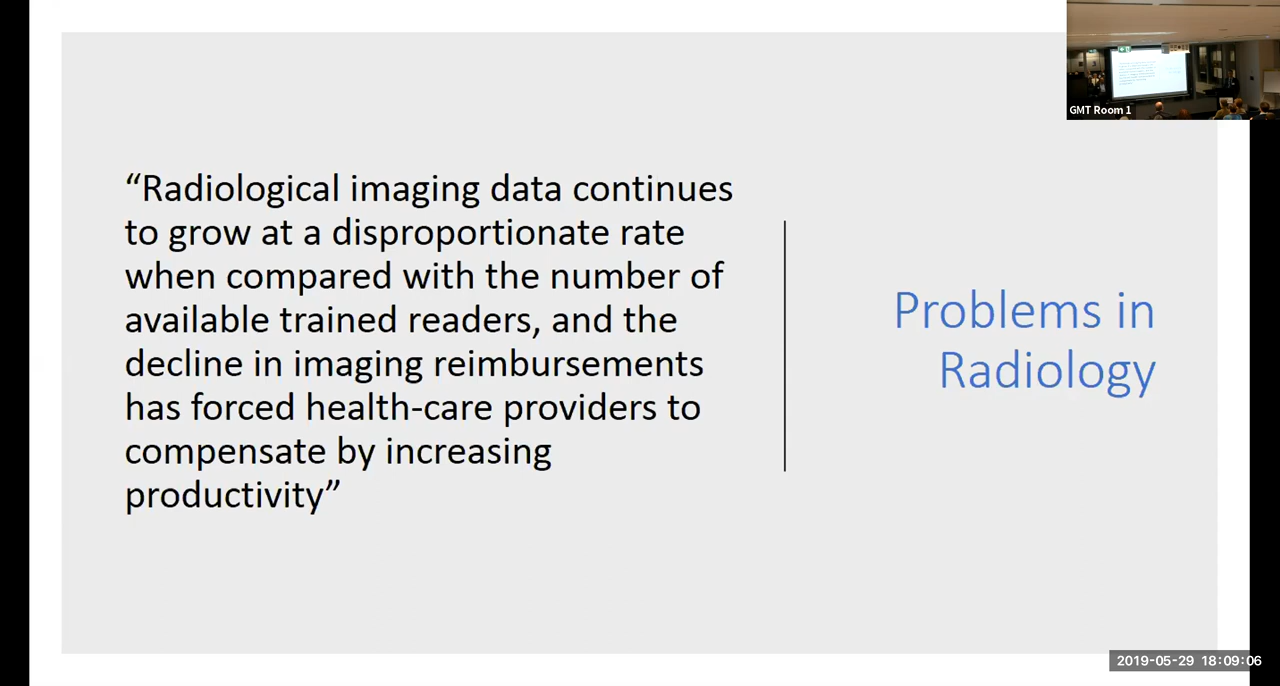 “Radiological imaging data continues
to grow at a disproportionate rate
when compared with the number of
available trained readers, and the
decline in imaging reimbursements
has forced health-care providers to
compensate by increasing
productivity”
Problems in
Radiology
GMT Room 1
2019-05-29 18:09:06